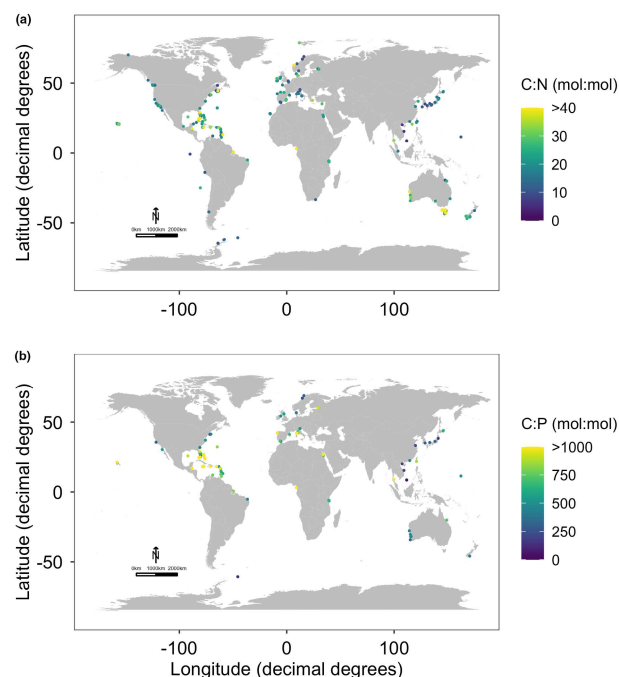 (a)
Latitude (decimal degrees)
50
0
-50
N
0km 1000km 2000km
-100
0
100
C:N (mol:mol)
>40
30
20
10
0
(b)
Latitude (decimal degrees)
50
0
-50
N
0km 1000km 2000km
-100
0
100
Longitude (decimal degrees)
C:P (mol:mol)
>1000
750
500
250
0